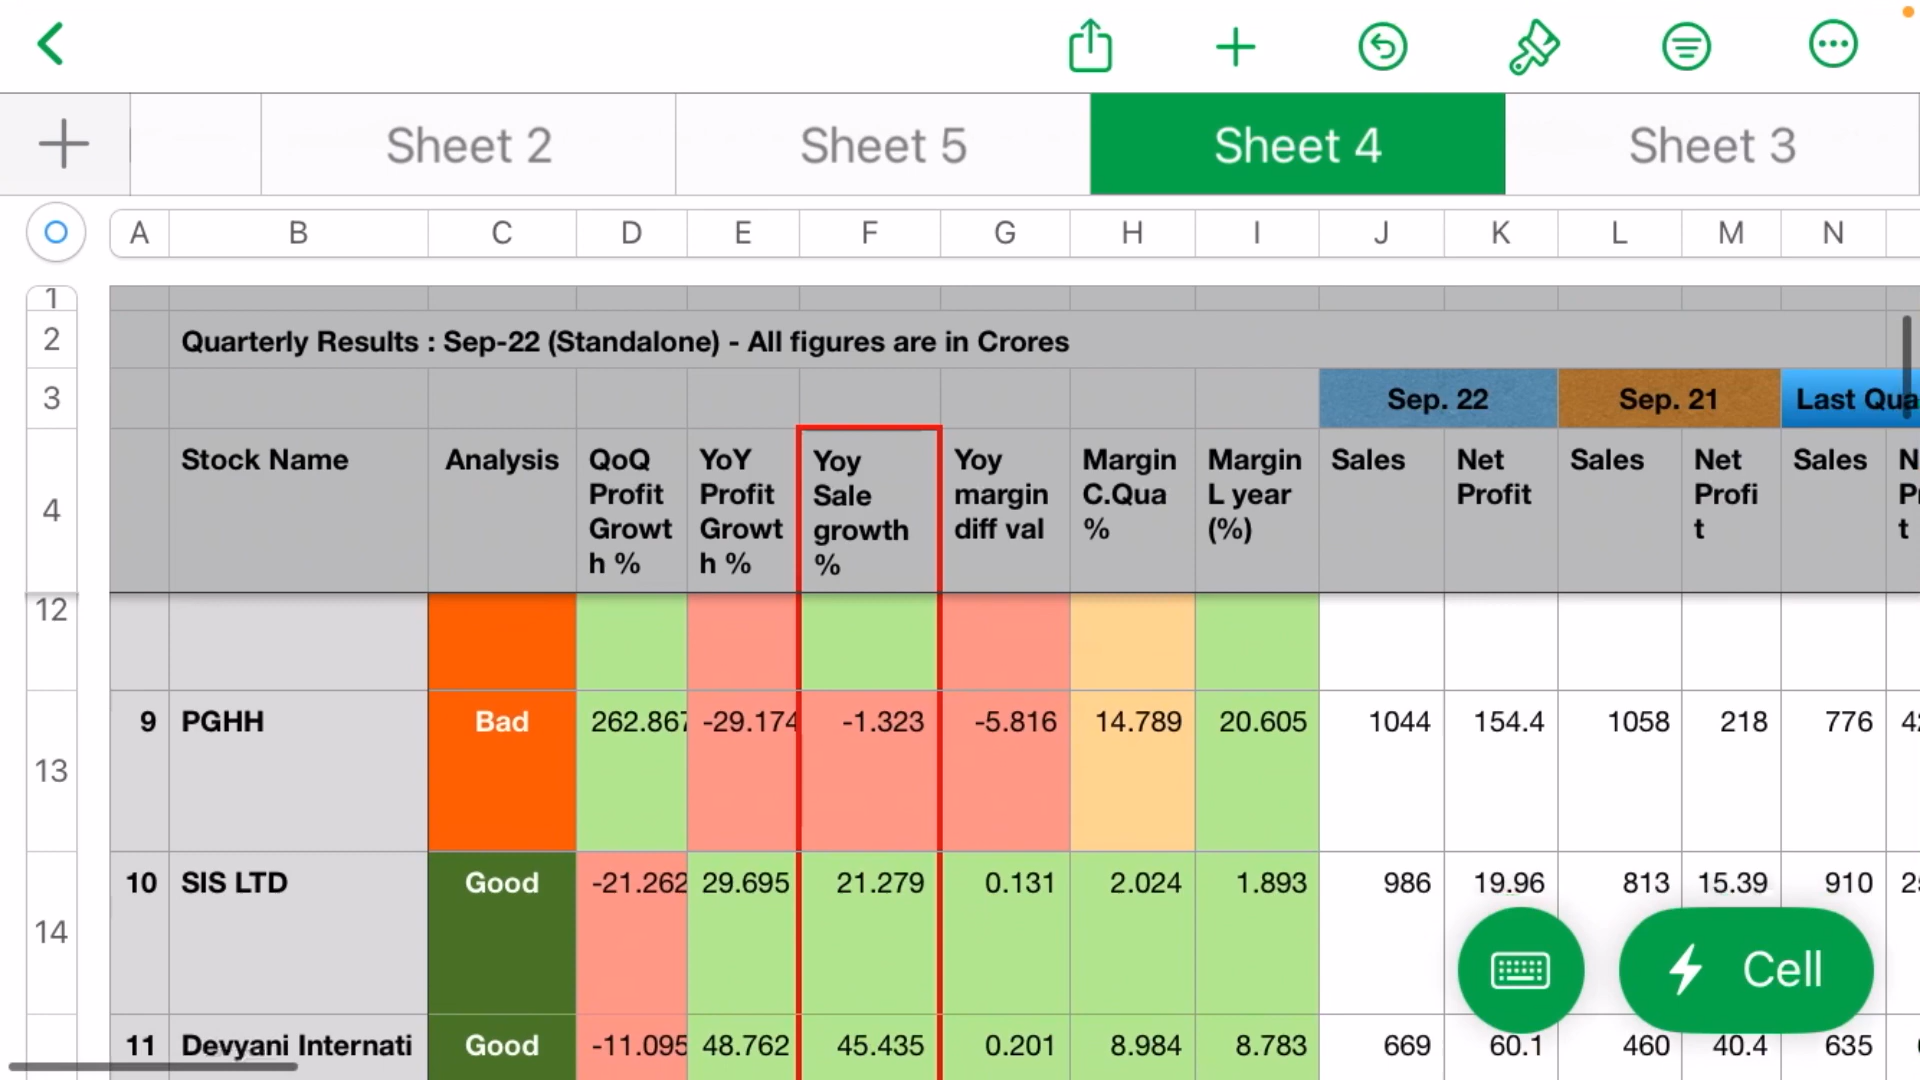 Sheet 2 Sheet 5 Sheet 4 Sheet 3
A B C D E F G H I J K L M N
1
2 Quarterly Results : Sep-22 (Standalone) - All figures are in Crores
3 Sep. 22 Sep. 21 Last Qua
4 Stock Name Analysis QoQ Profit Growt h % YoY Profit Growt h % Yoy Sale growth % Yoy margin diff val Margin C.Qua % Margin L year (%) Sales Net Profit Sales Net Profi t Sales
12
13 9 PGHH Bad 262.867 -29.174 -1.323 -5.816 14.789 20.605 1044 154.4 1058 218 776
14 10 SIS LTD Good -21.262 29.695 21.279 0.131 2.024 1.893 986 19.96 813 15.39 910
11 Devyani Internati Good -11.095 48.762 45.435 0.201 8.984 8.783 669 60.1 460 40.4 635
Cell